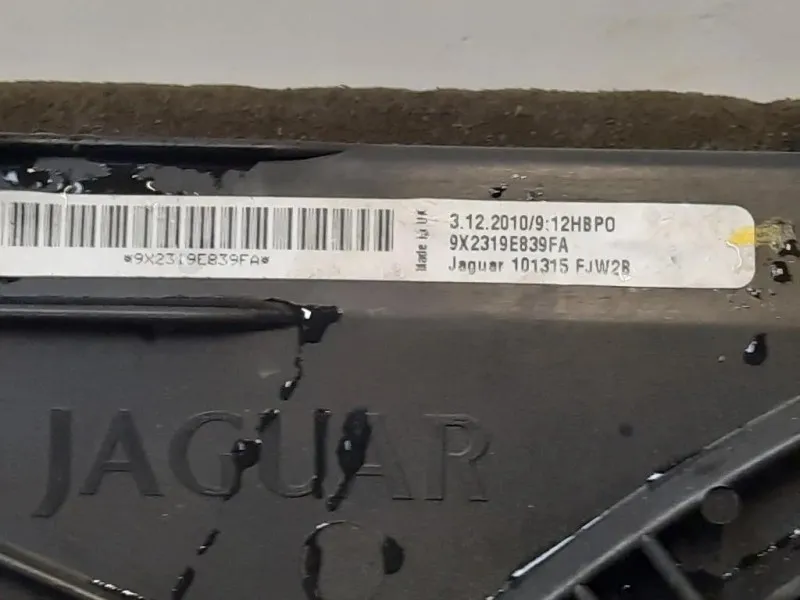 3.12.2010/9:12HBPO
9X2319E839FA
Jaguar 101315 FJW2B
Made in UK
*9X2319E839FA*
JAGUAR